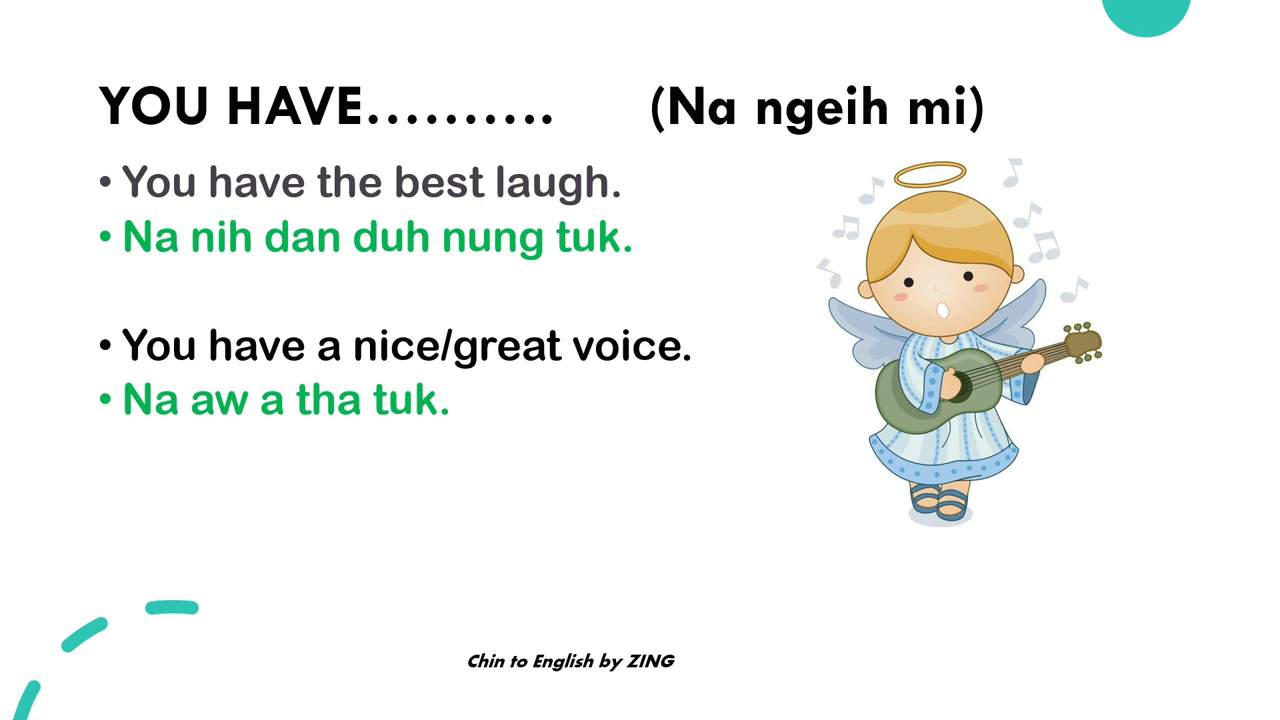 YOU HAVE………. (Na ngeih mi)
• You have the best laugh.
• Na nih dan duh nung tuk.
• You have a nice/great voice.
• Na aw a tha tuk.
Chin to English by ZING